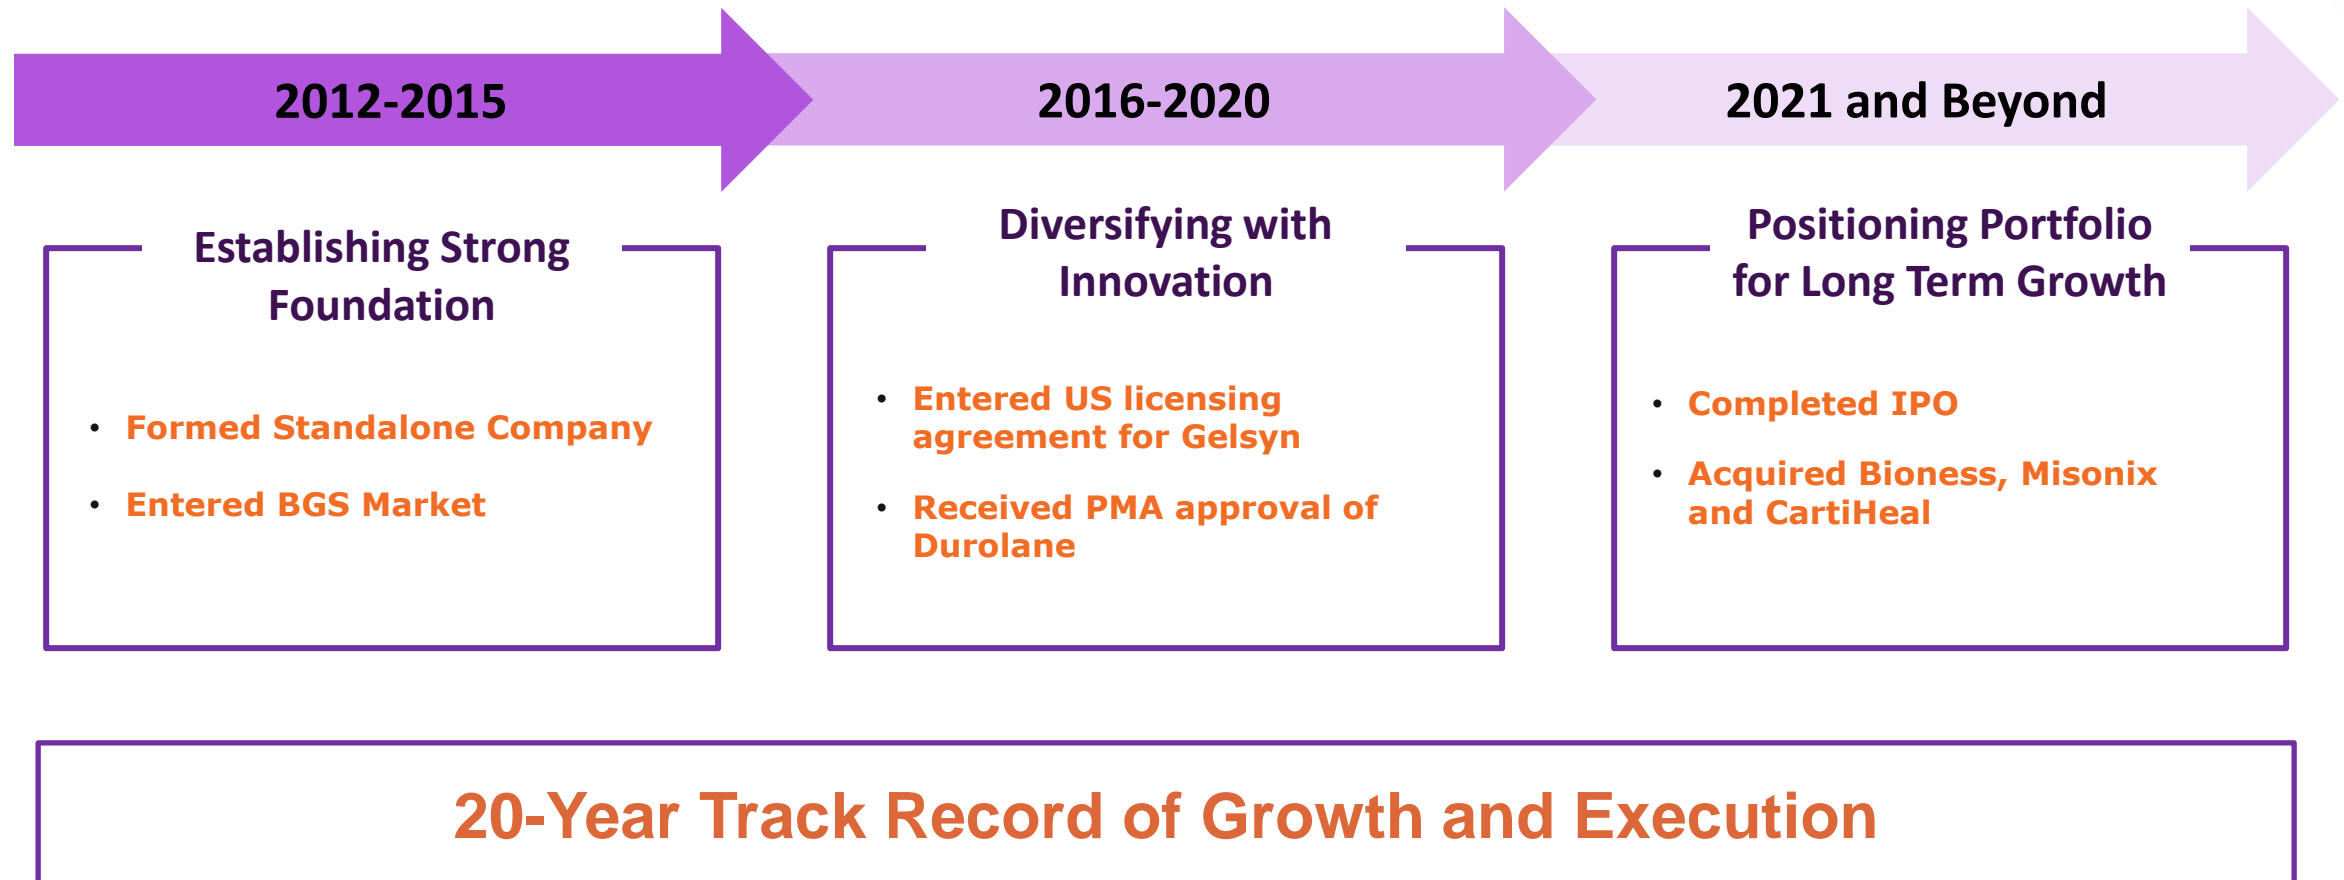 2012-2015
2016-2020
2021 and Beyond
Establishing Strong
Foundation
• Formed Standalone Company
• Entered BGS Market
Diversifying with
Innovation
• Entered US licensing
agreement for Gelsyn
• Received PMA approval of
Durolane
Positioning Portfolio
for Long Term Growth
• Completed IPO
• Acquired Bioness, Misonix
and CartiHeal
20-Year Track Record of Growth and Execution